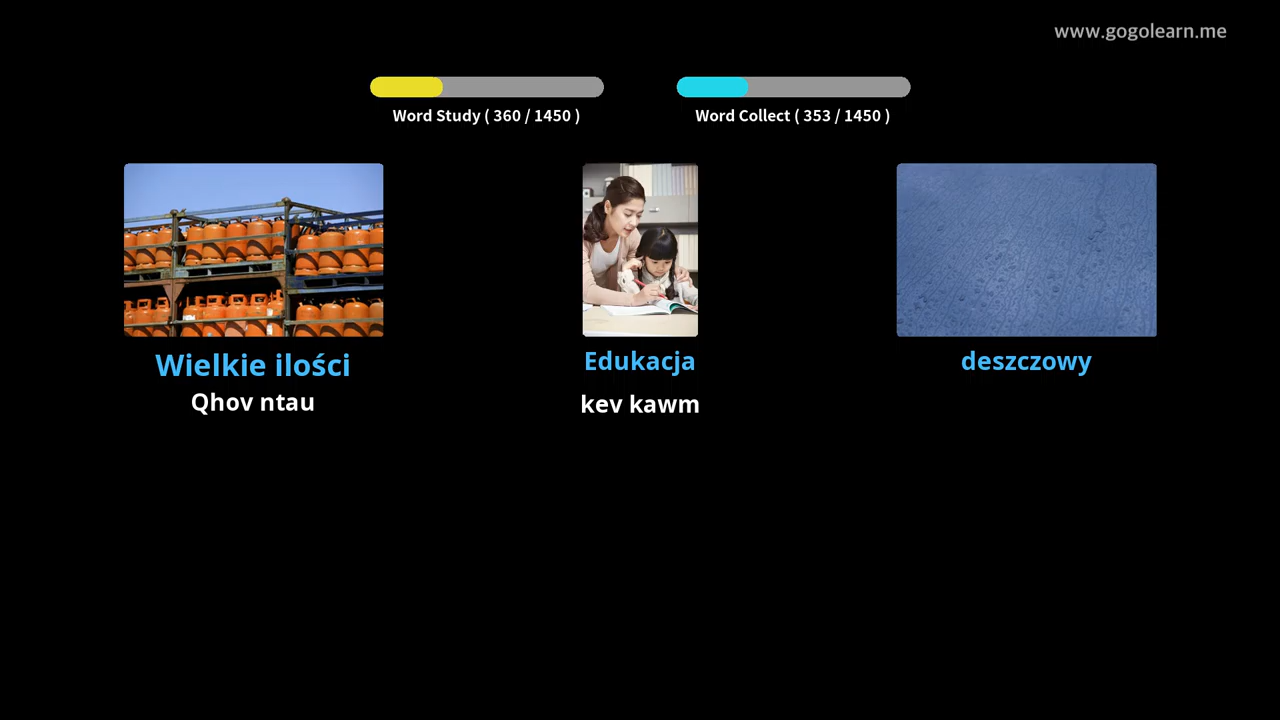 www.gogolearn.me
Word Study ( 360 / 1450 )
Word Collect ( 353 / 1450 )
Wielkie ilości
Qhov ntau
Edukacja
kev kawm
deszczowy